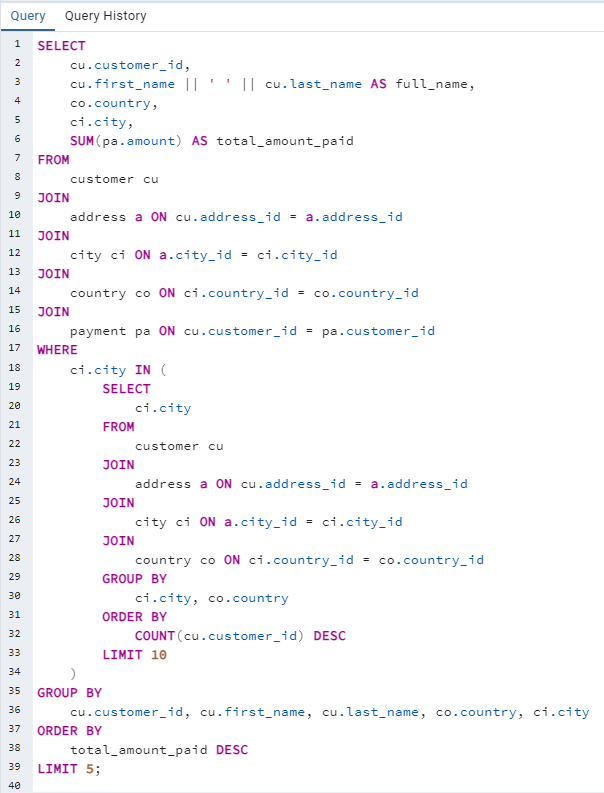 Query Query History
1 SELECT
2 cu.customer_id,
3 cu.first_name || ' ' || cu.last_name AS full_name,
4 co.country,
5 ci.city,
6 SUM(pa.amount) AS total_amount_paid
7 FROM
8 customer cu
9 JOIN
10 address a ON cu.address_id = a.address_id
11 JOIN
12 city ci ON a.city_id = ci.city_id
13 JOIN
14 country co ON ci.country_id = co.country_id
15 JOIN
16 payment pa ON cu.customer_id = pa.customer_id
17 WHERE
18 ci.city IN (
19 SELECT
20 ci.city
21 FROM
22 customer cu
23 JOIN
24 address a ON cu.address_id = a.address_id
25 JOIN
26 city ci ON a.city_id = ci.city_id
27 JOIN
28 country co ON ci.country_id = co.country_id
29 GROUP BY
30 ci.city, co.country
31 ORDER BY
32 COUNT(cu.customer_id) DESC
33 LIMIT 10
34 )
35 GROUP BY
36 cu.customer_id, cu.first_name, cu.last_name, co.country, ci.city
37 ORDER BY
38 total_amount_paid DESC
39 LIMIT 5;
40